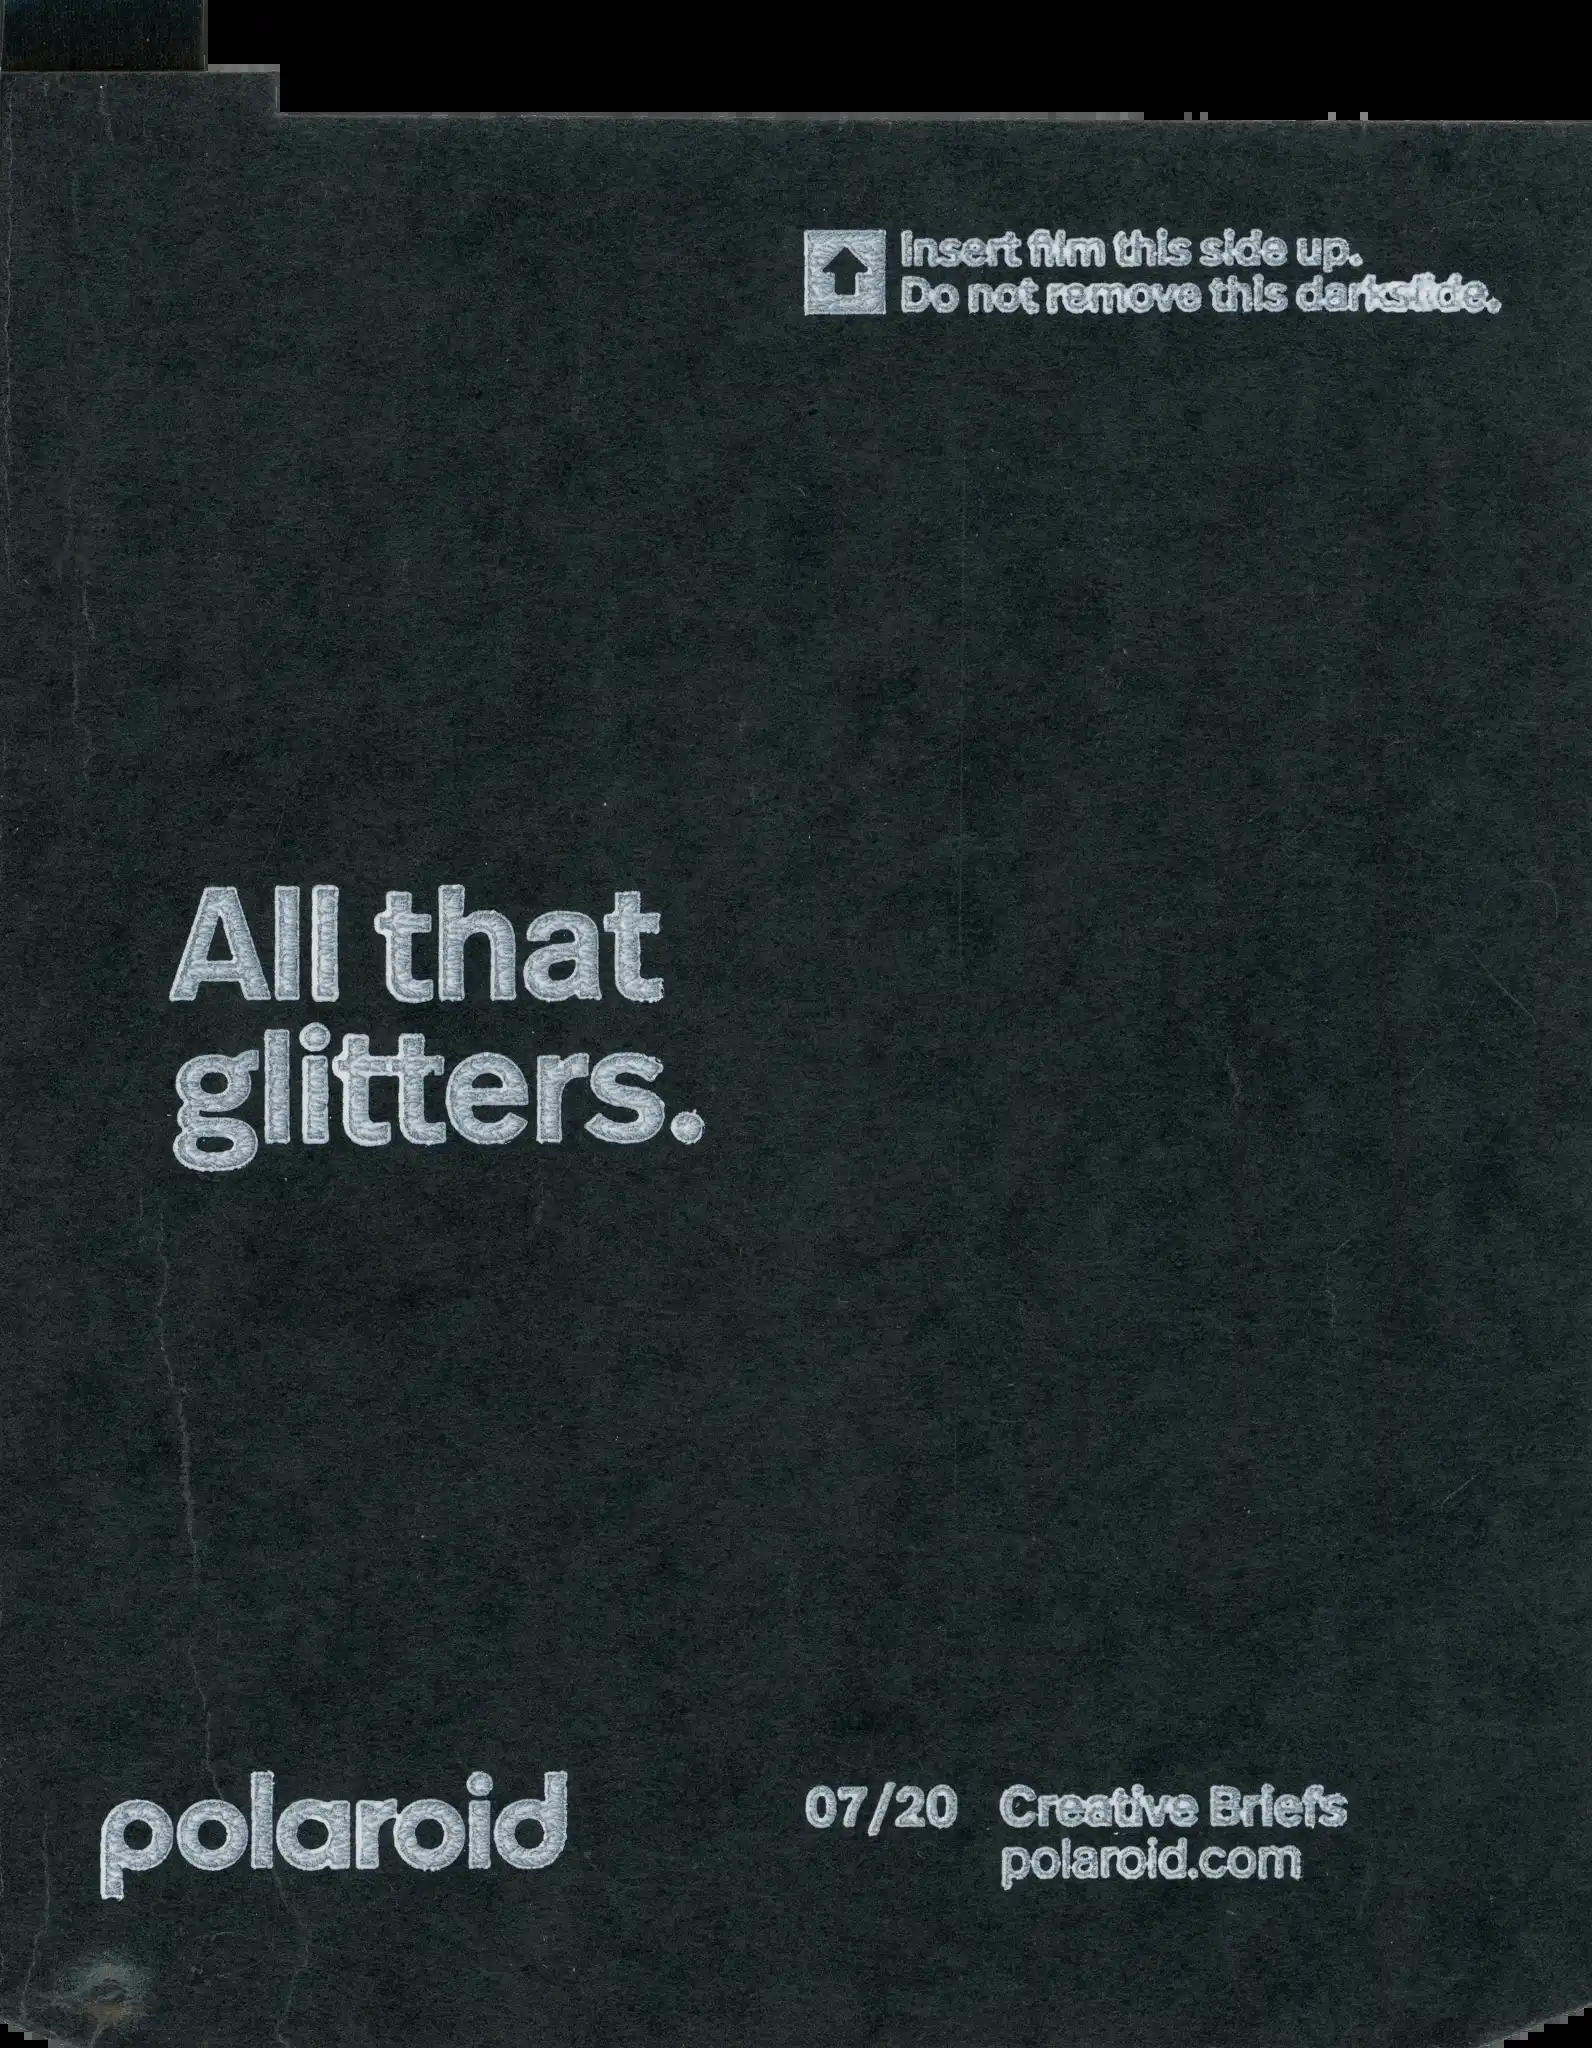 Insert film this side up.
Do not remove this darkslide.
All that
glitters.
polaroid
07/20 Creative Briefs
polaroid.com